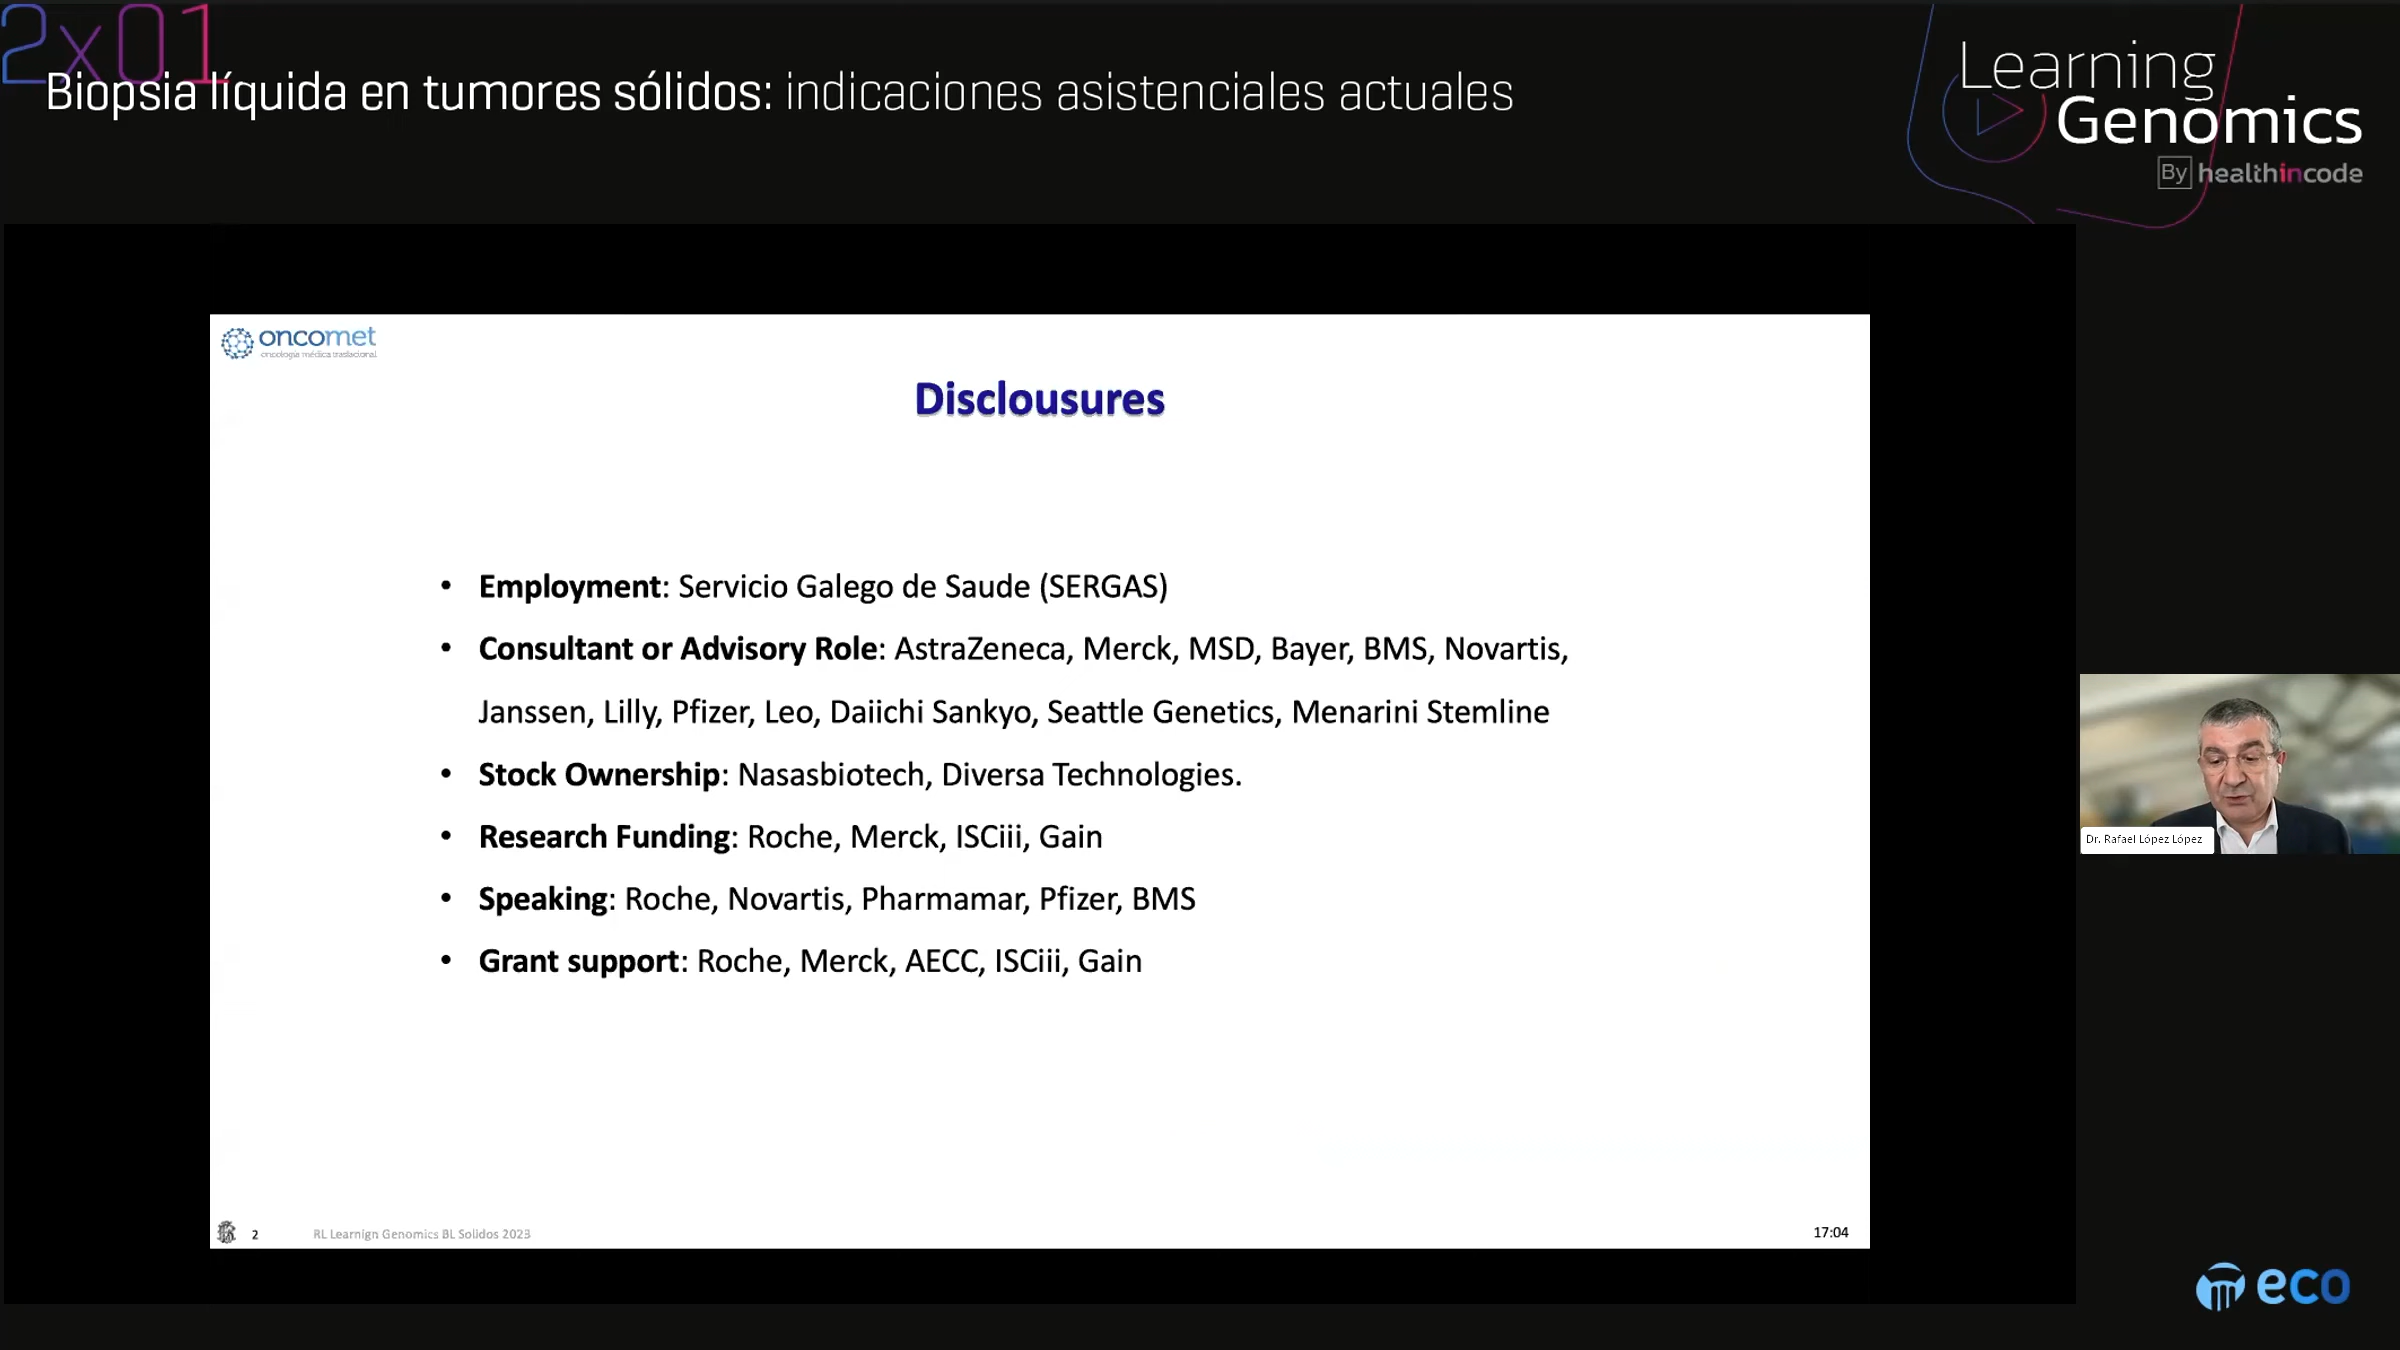 2x01
Biopsia líquida en tumores sólidos: indicaciones asistenciales actuales
Learning
Genomics
By healthincode
oncomet
oncología médica traslacional
Disclousures
• Employment: Servicio Galego de Saude (SERGAS)
• Consultant or Advisory Role: AstraZeneca, Merck, MSD, Bayer, BMS, Novartis,
Janssen, Lilly, Pfizer, Leo, Daiichi Sankyo, Seattle Genetics, Menarini Stemline
• Stock Ownership: Nasasbiotech, Diversa Technologies.
• Research Funding: Roche, Merck, ISCiii, Gain
• Speaking: Roche, Novartis, Pharmamar, Pfizer, BMS
• Grant support: Roche, Merck, AECC, ISCiii, Gain
Dr. Rafael López López
2
RL Learnign Genomics BL Solidos 2023
17:04
eco